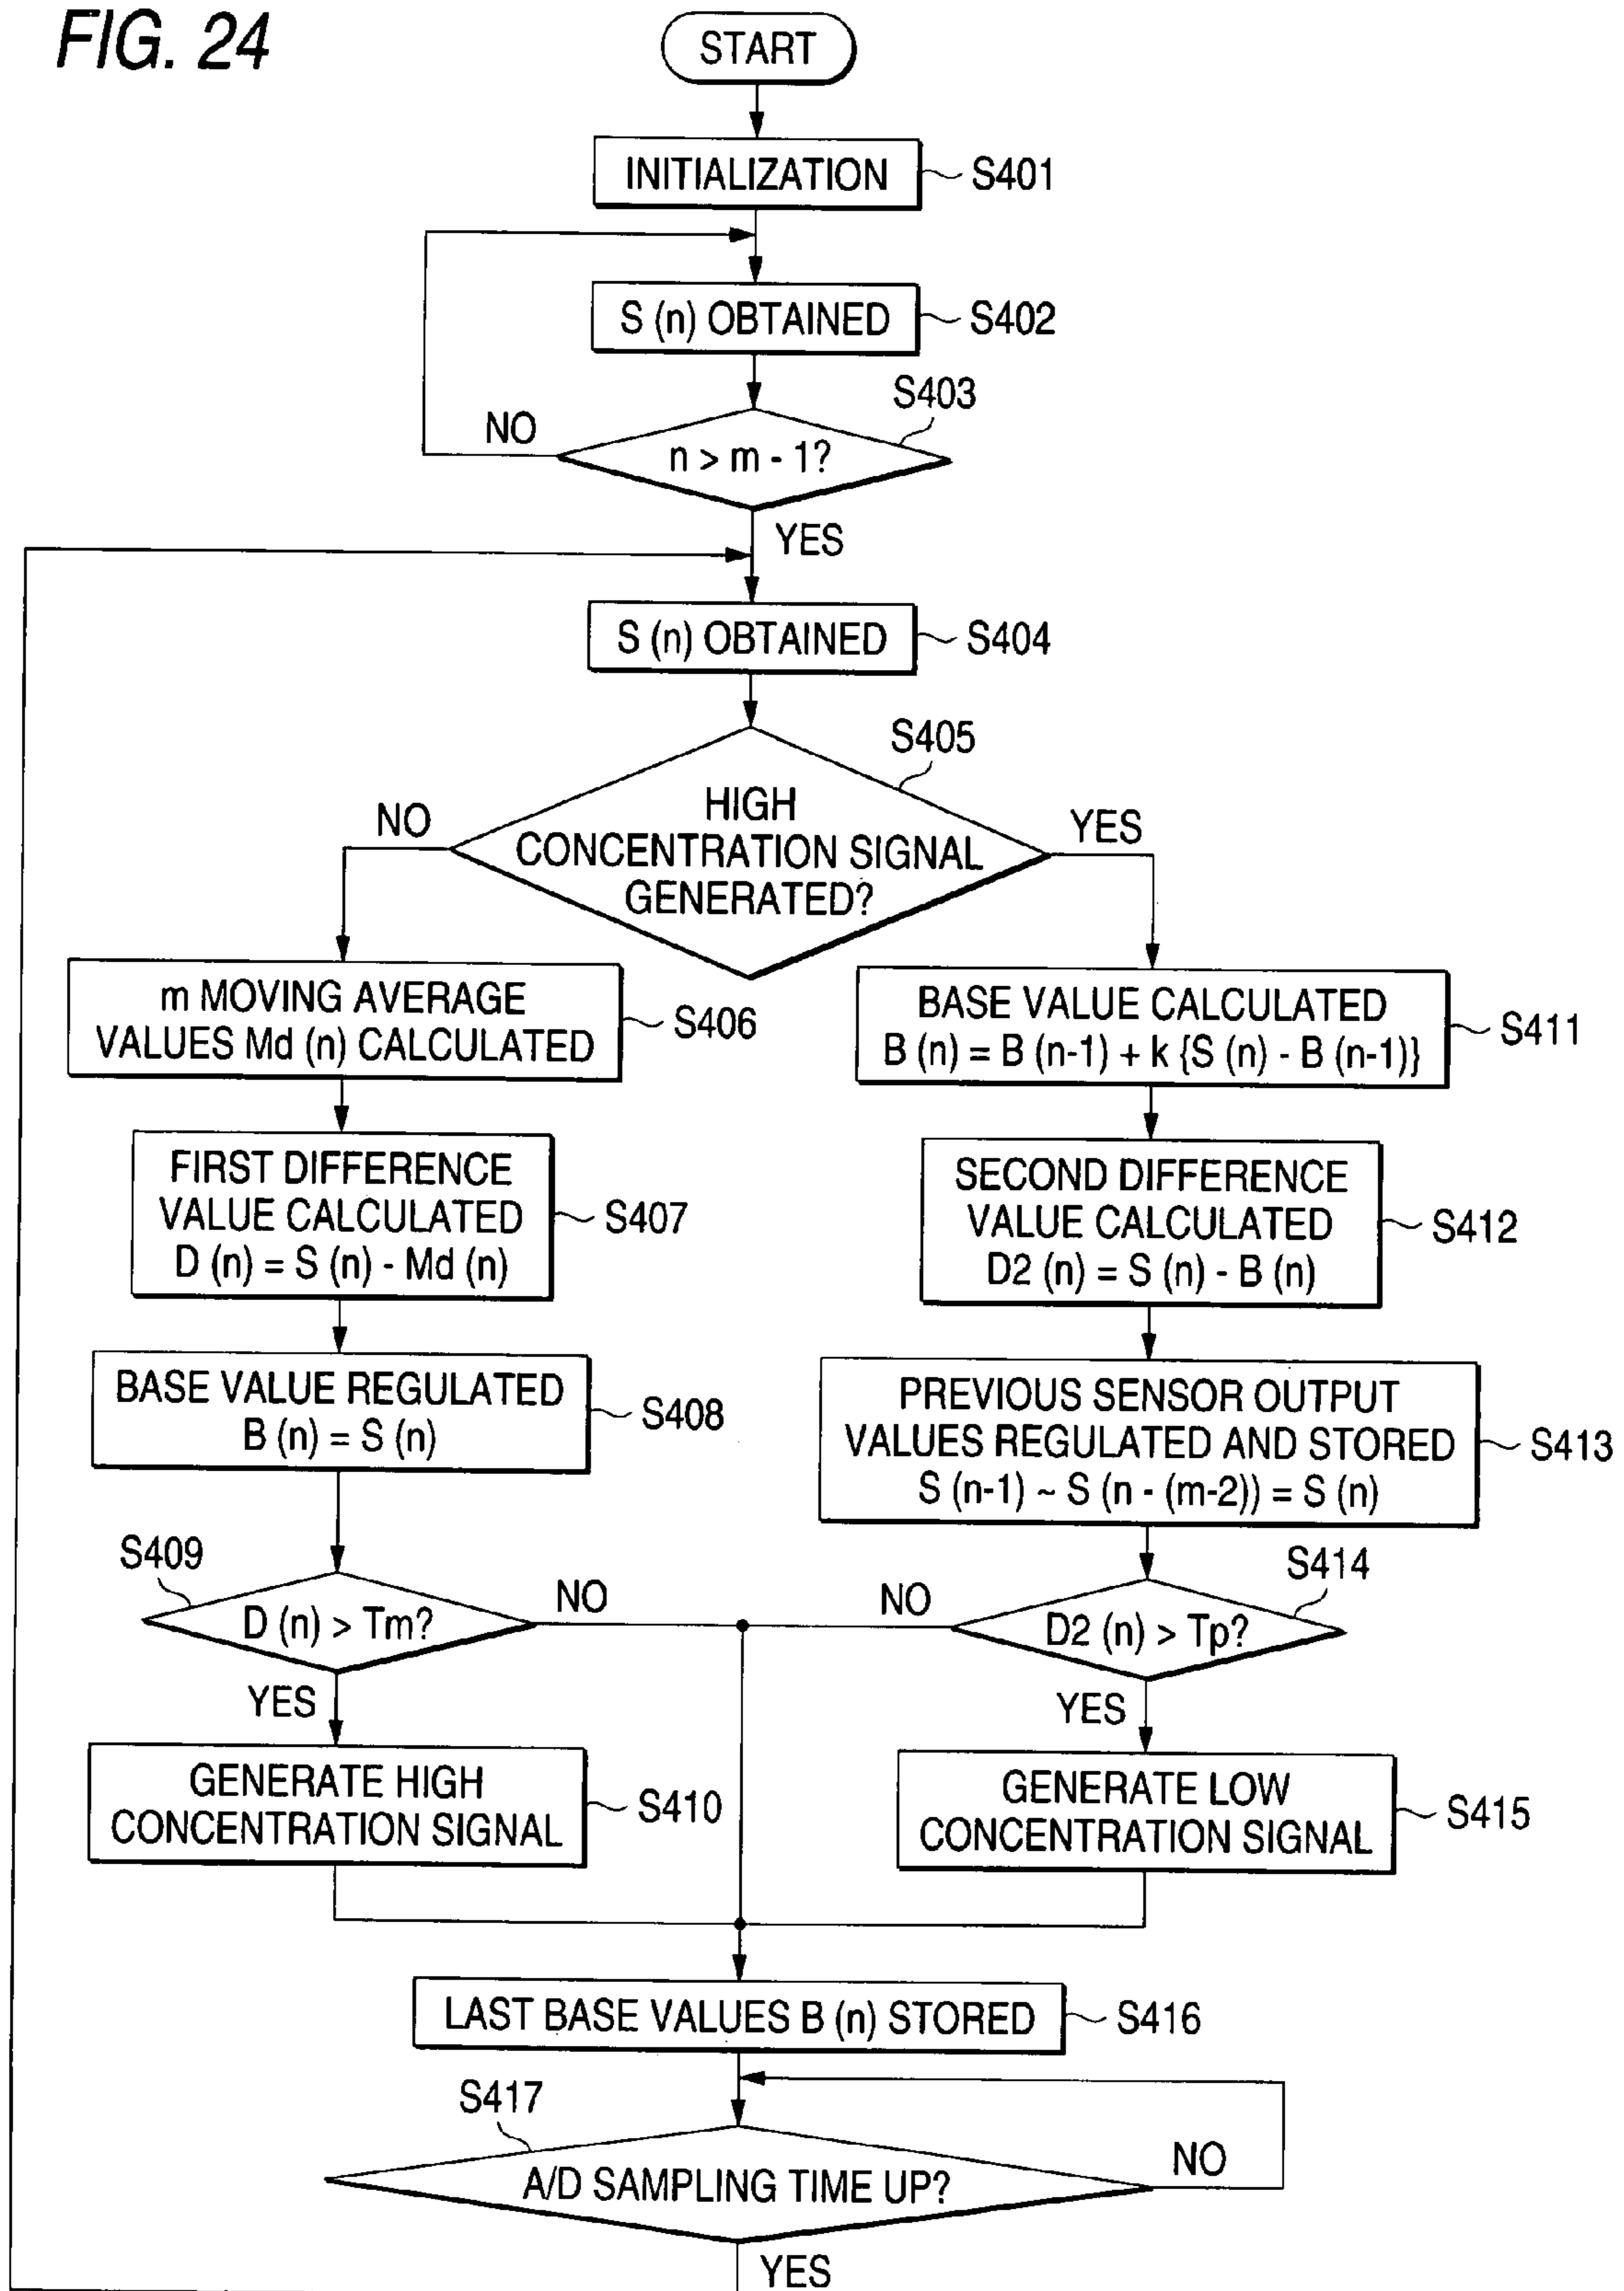 FIG. 24
START
INITIALIZATION
S401
S (n) OBTAINED
S402
S403
NO
n > m - 1?
YES
S (n) OBTAINED
S404
S405
NO
HIGH
CONCENTRATION SIGNAL
GENERATED?
YES
m MOVING AVERAGE
VALUES Md (n) CALCULATED
S406
BASE VALUE CALCULATED
B (n) = B (n-1) + k {S (n) - B (n-1)}
S411
FIRST DIFFERENCE
VALUE CALCULATED
D (n) = S (n) - Md (n)
S407
SECOND DIFFERENCE
VALUE CALCULATED
D2 (n) = S (n) - B (n)
S412
BASE VALUE REGULATED
B (n) = S (n)
S408
PREVIOUS SENSOR OUTPUT
VALUES REGULATED AND STORED
S (n-1) ~ S (n - (m-2)) = S (n)
S413
S409
D (n) > Tm?
NO
NO
S414
D2 (n) > Tp?
YES
YES
GENERATE HIGH
CONCENTRATION SIGNAL
S410
GENERATE LOW
CONCENTRATION SIGNAL
S415
LAST BASE VALUES B (n) STORED
S416
S417
A/D SAMPLING TIME UP?
NO
YES